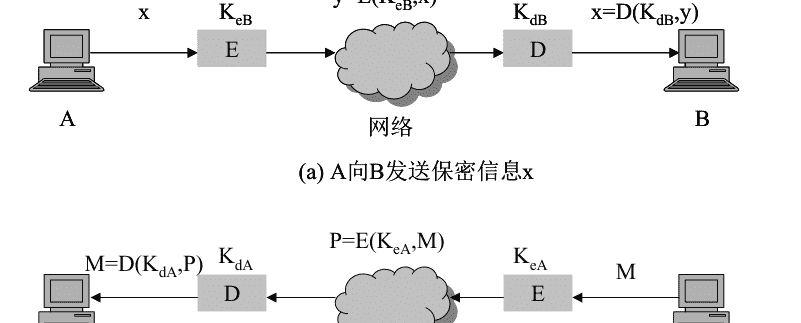 x
K_eB
y=E(K_eB,x)
K_dB
x=D(K_dB,y)
E
D
A
网络
B
(a) A向B发送保密信息x
M=D(K_dA,P)
K_dA
P=E(K_eA,M)
K_eA
M
D
E